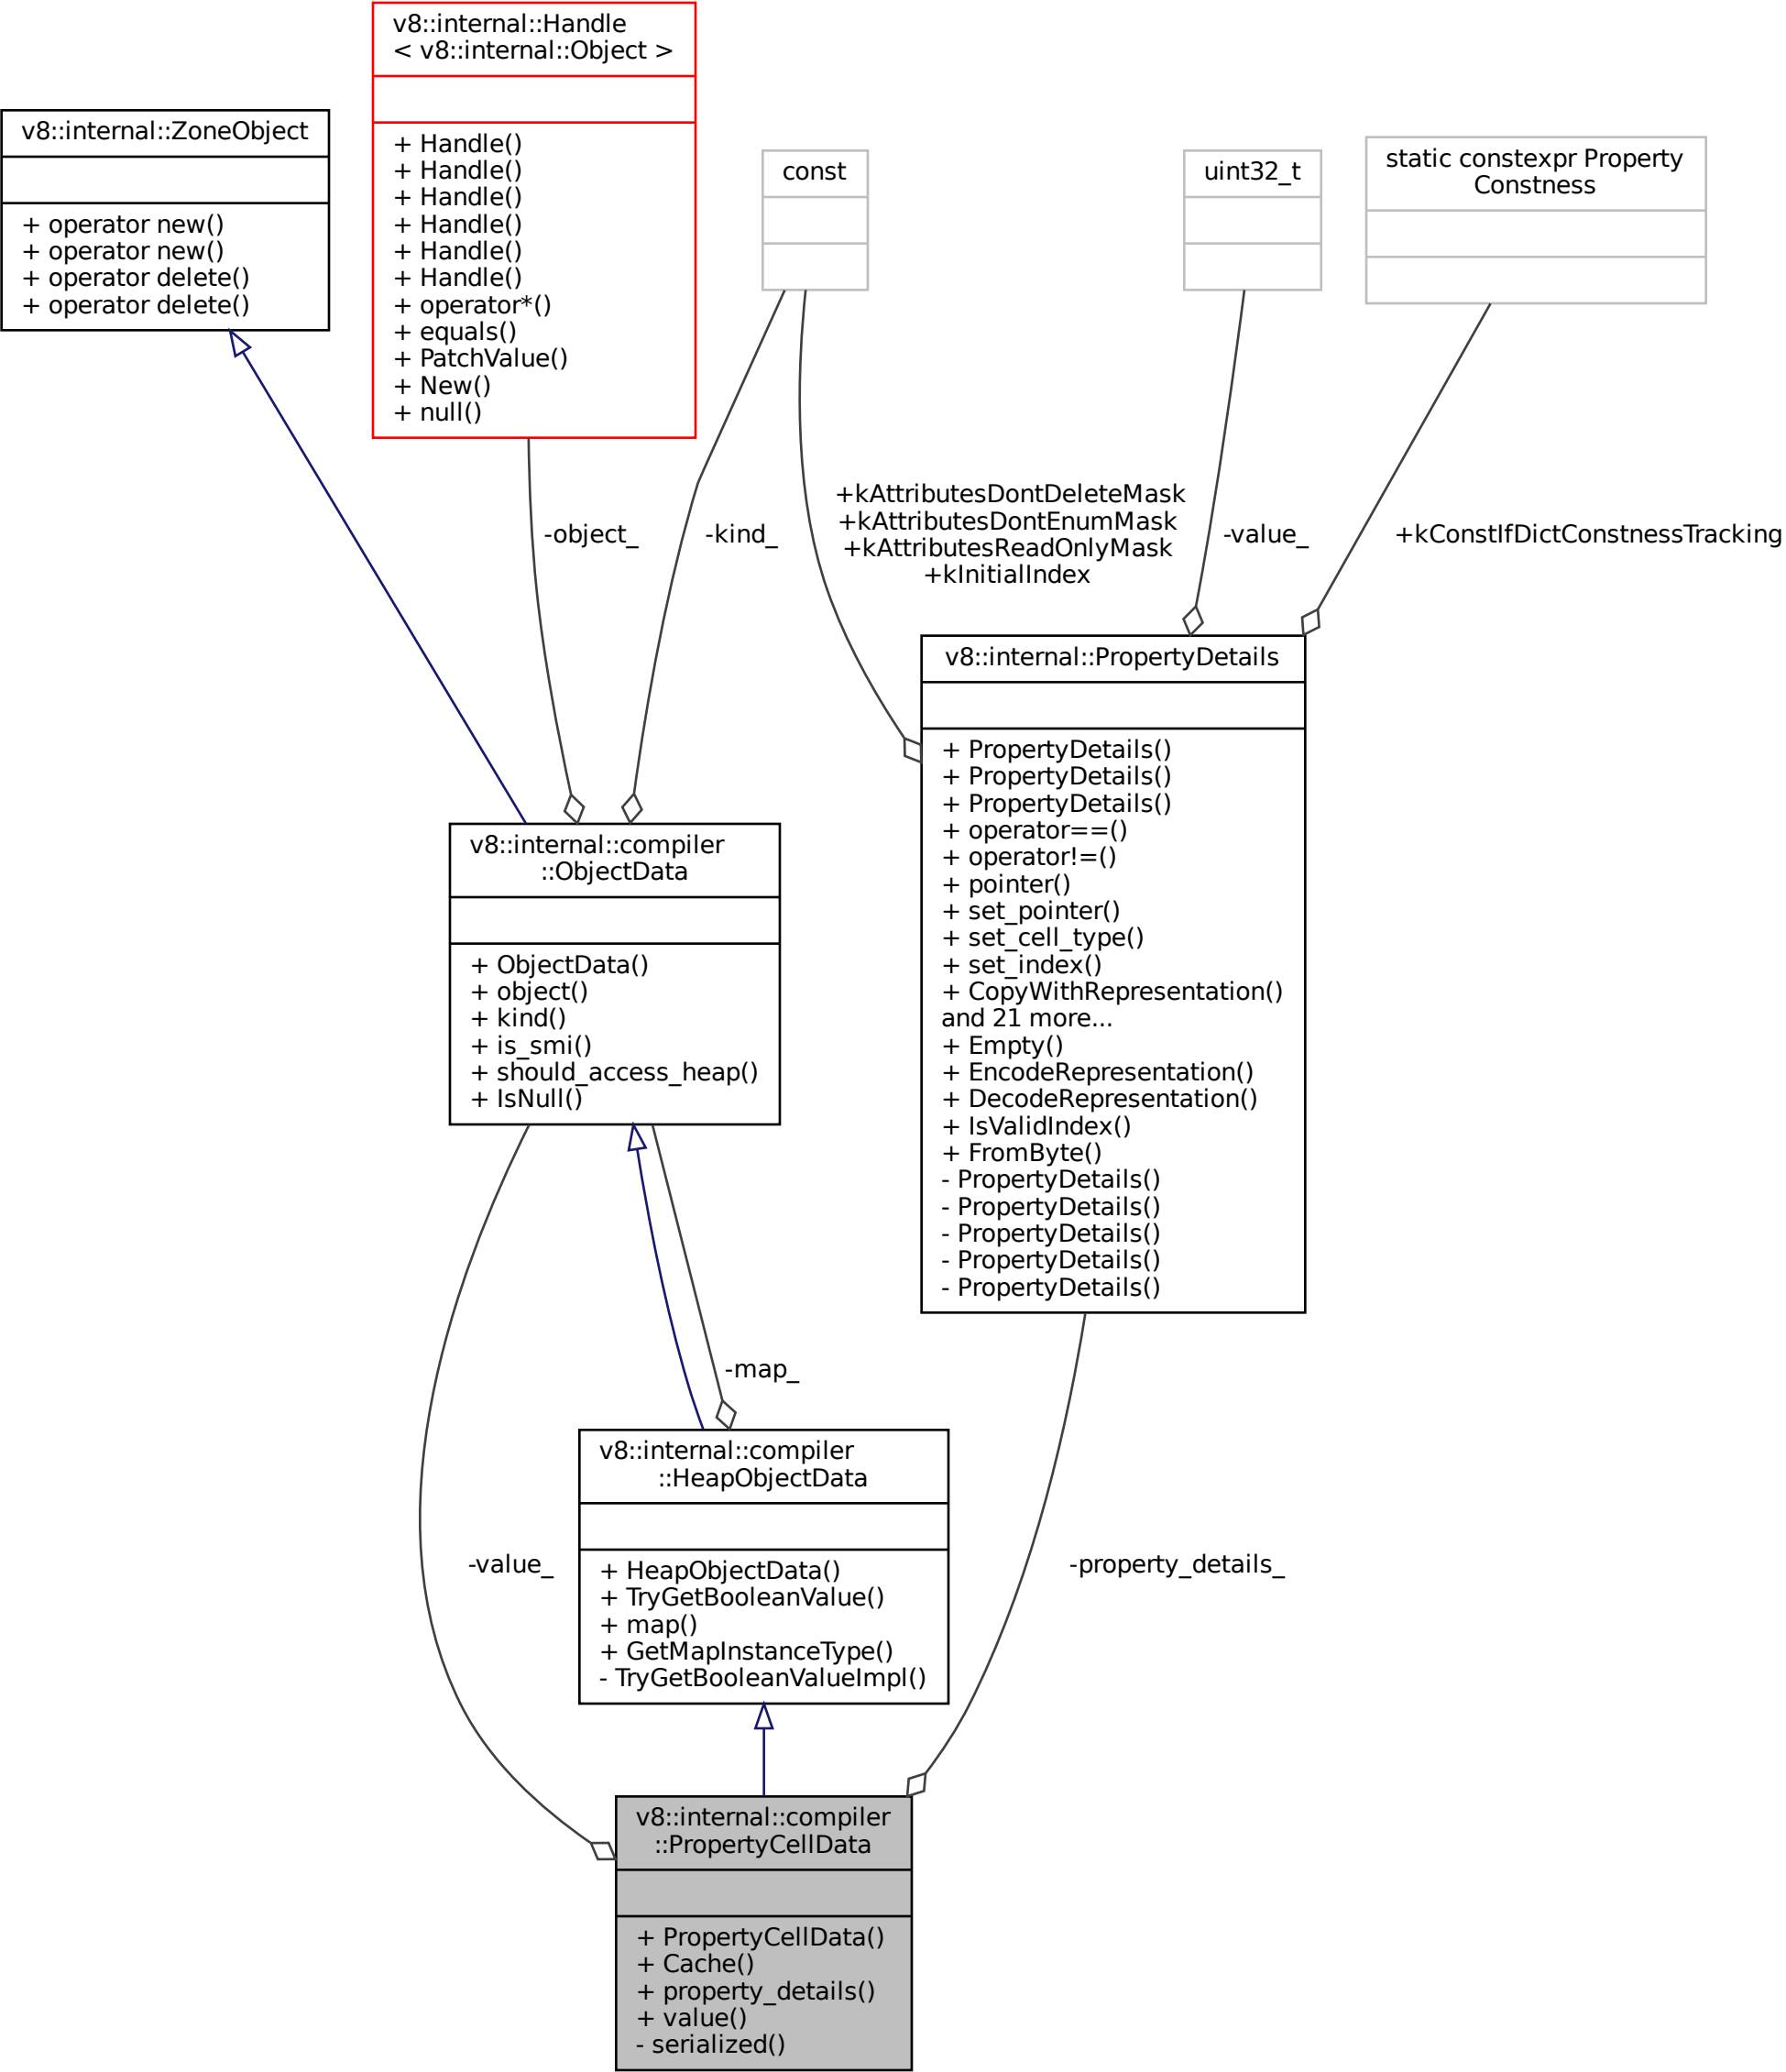 v8::internal::Handle
< v8::internal::Object >
+ Handle()
+ Handle()
+ Handle()
+ Handle()
+ Handle()
+ Handle()
+ operator*()
+ equals()
+ PatchValue()
+ New()
+ null()
v8::internal::ZoneObject
+ operator new()
+ operator new()
+ operator delete()
+ operator delete()
const
uint32_t
static constexpr Property
Constness
-object_
-kind_
+kAttributesDontDeleteMask
+kAttributesDontEnumMask
+kAttributesReadOnlyMask
+kInitialIndex
-value_
+kConstIfDictConstnessTracking
v8::internal::PropertyDetails
+ PropertyDetails()
+ PropertyDetails()
+ PropertyDetails()
+ operator==()
+ operator!=()
+ pointer()
+ set_pointer()
+ set_cell_type()
+ set_index()
+ CopyWithRepresentation()
and 21 more...
+ Empty()
+ EncodeRepresentation()
+ DecodeRepresentation()
+ IsValidIndex()
+ FromByte()
- PropertyDetails()
- PropertyDetails()
- PropertyDetails()
- PropertyDetails()
- PropertyDetails()
v8::internal::compiler
::ObjectData
+ ObjectData()
+ object()
+ kind()
+ is_smi()
+ should_access_heap()
+ IsNull()
-map_
v8::internal::compiler
::HeapObjectData
+ HeapObjectData()
+ TryGetBooleanValue()
+ map()
+ GetMapInstanceType()
- TryGetBooleanValueImpl()
-value_
-property_details_
v8::internal::compiler
::PropertyCellData
+ PropertyCellData()
+ Cache()
+ property_details()
+ value()
- serialized()